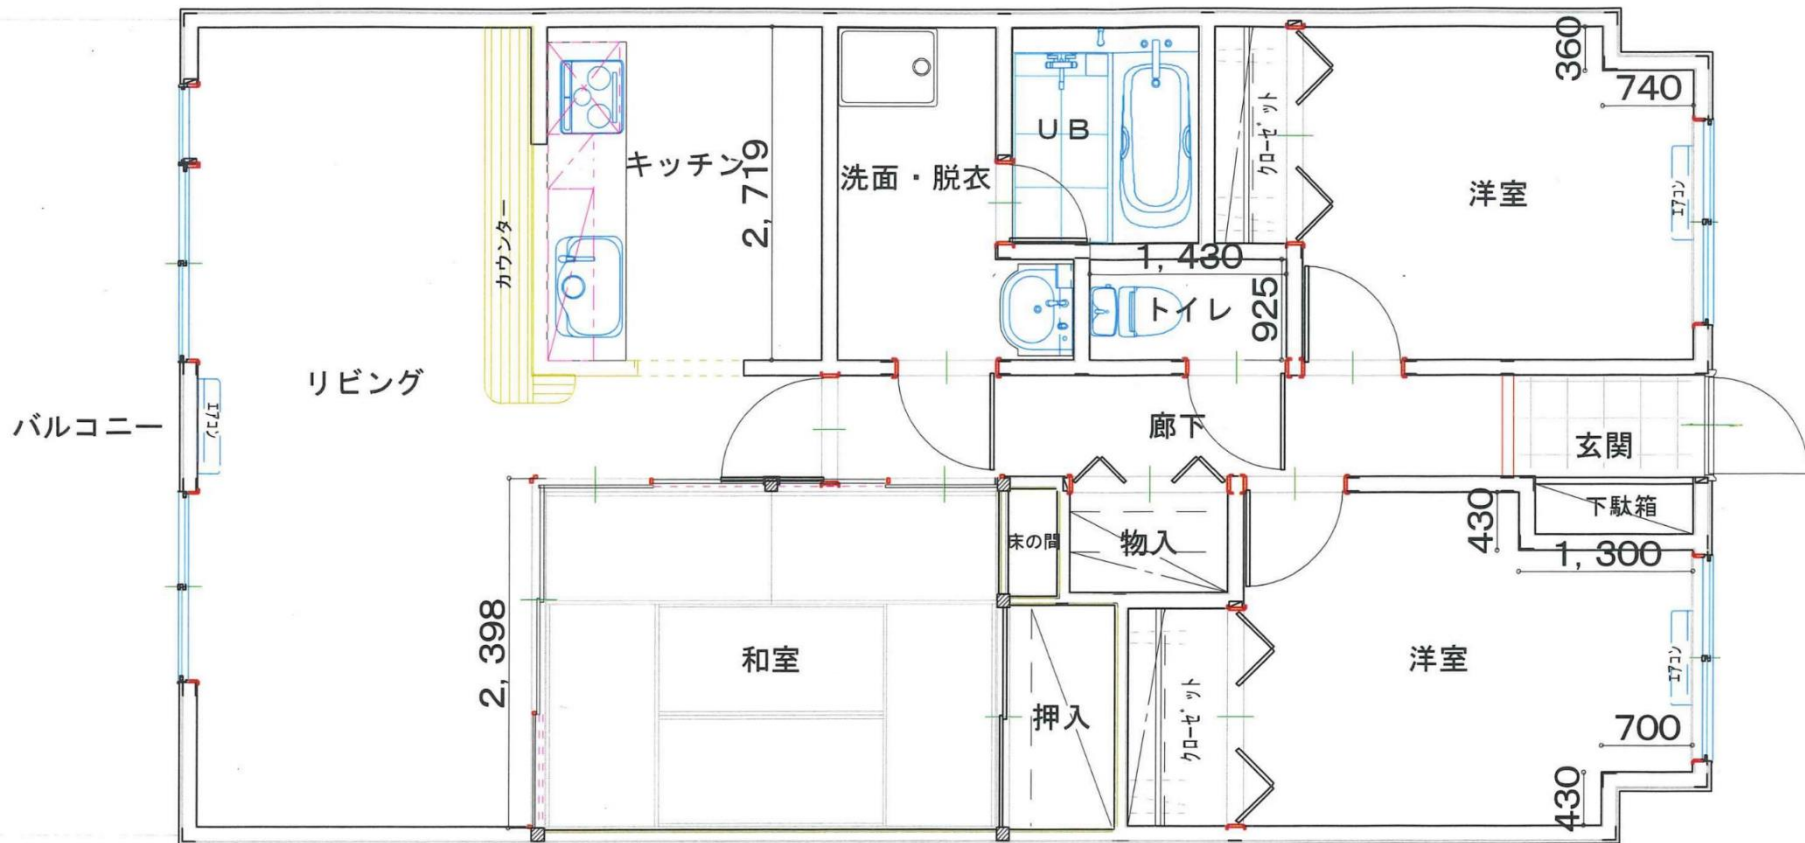 360
740
UB
クローゼット
キッチン
2,719
洗面・脱衣
洋室
エアコン
カウンター
1,430
925
トイレ
リビング
バルコニー
エアコン
廊下
玄関
下駄箱
430
1,300
床の間
物入
2,398
和室
押入
クローゼット
洋室
エアコン
700
430